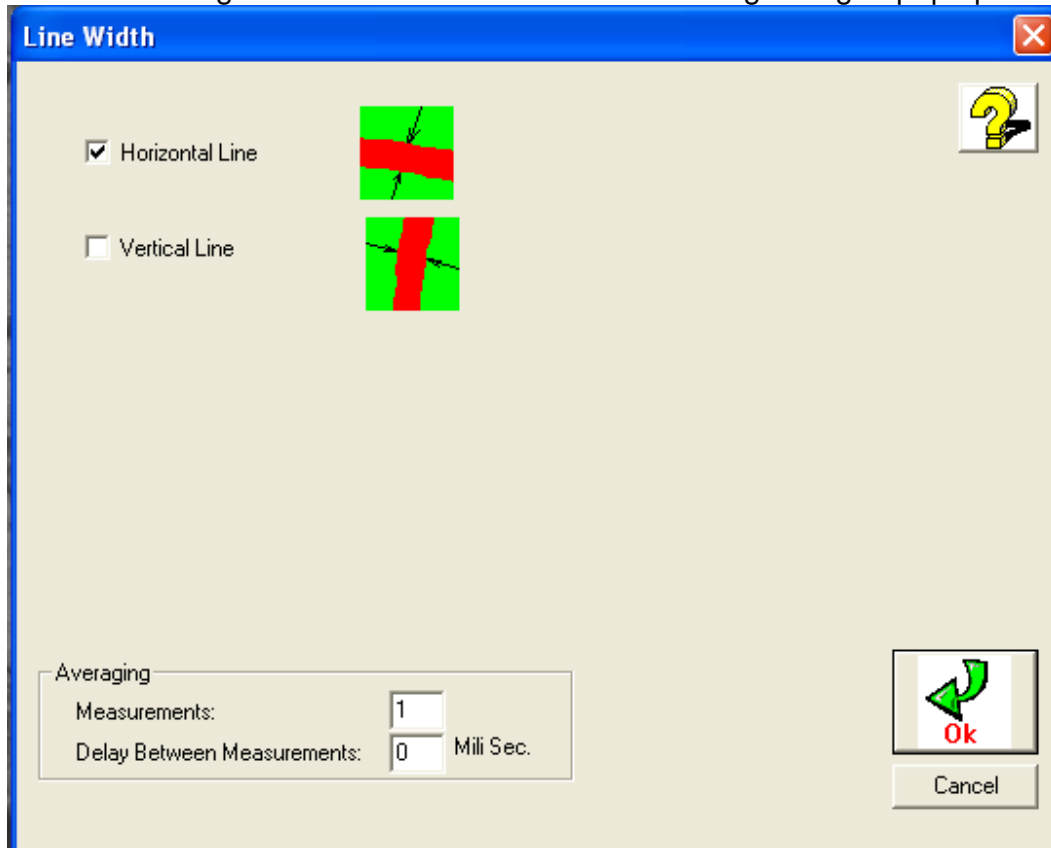 Line Width
Horizontal Line
Vertical Line
Averaging
Measurements: 1
Delay Between Measurements: 0 Mili Sec.
Ok
Cancel